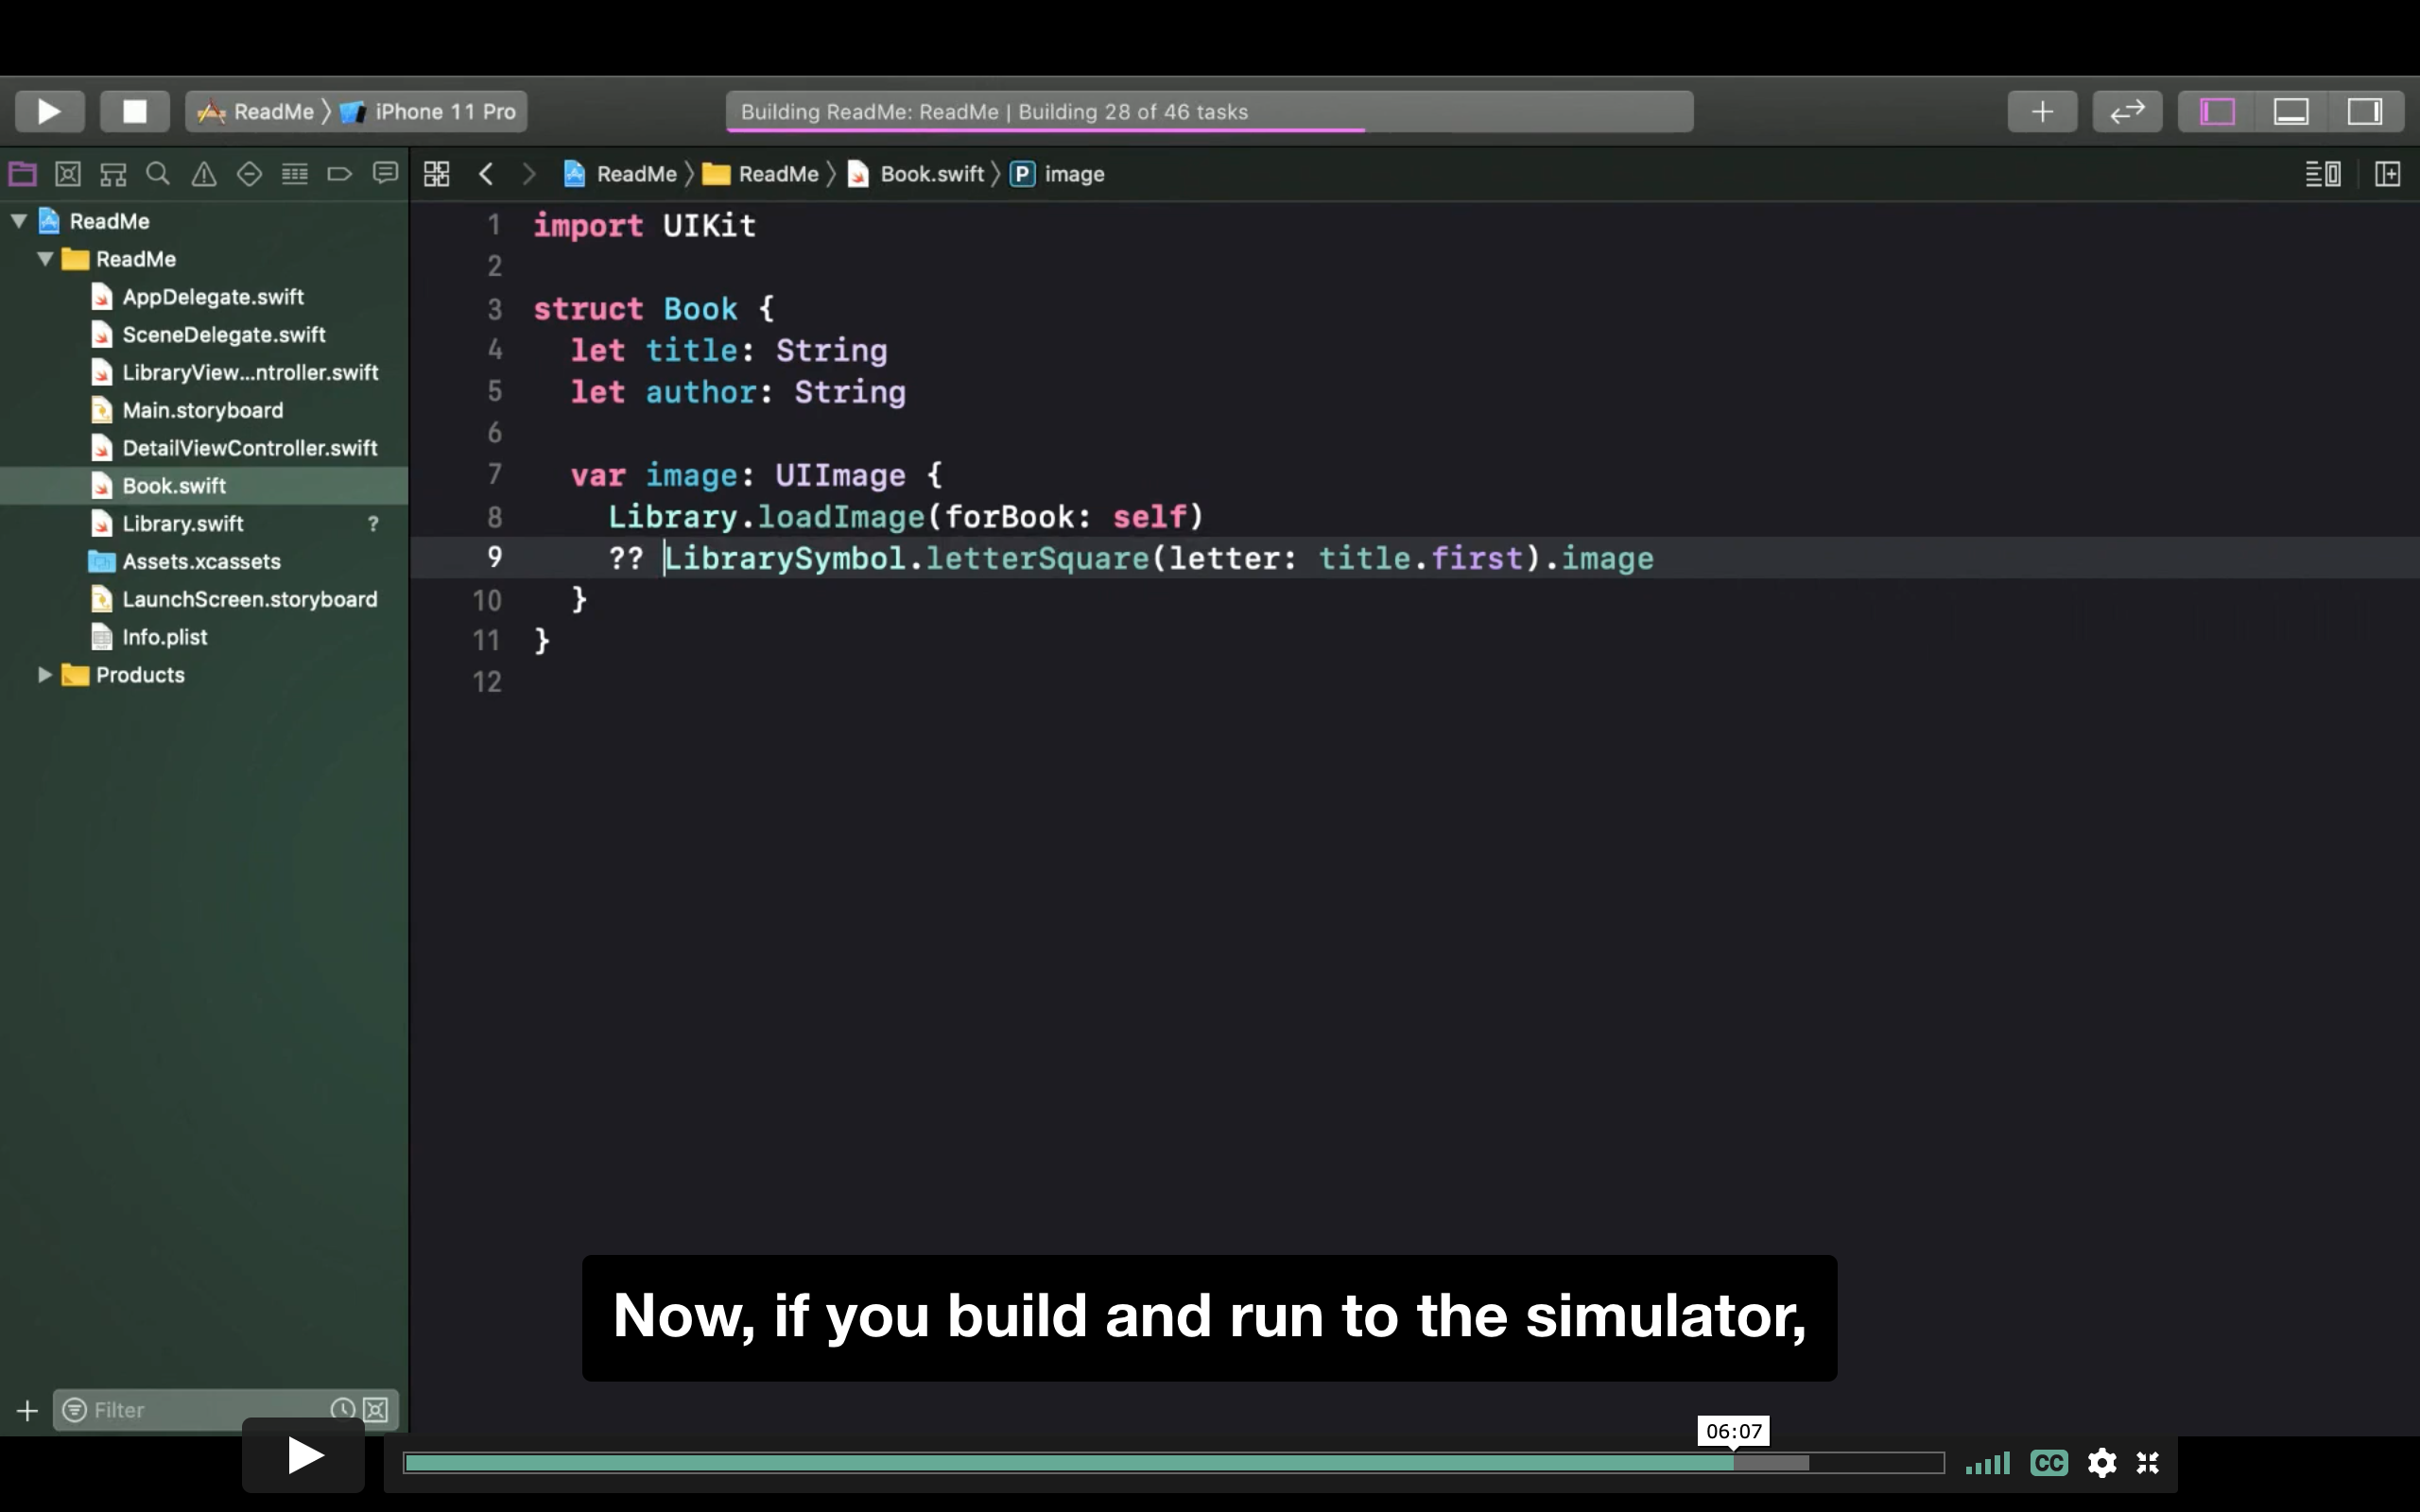 ReadMe 〉 iPhone 11 Pro
Building ReadMe: ReadMe | Building 28 of 46 tasks
ReadMe 〉 ReadMe 〉 Book.swift 〉 P image
ReadMe
ReadMe
AppDelegate.swift
SceneDelegate.swift
LibraryView...ntroller.swift
Main.storyboard
DetailViewController.swift
Book.swift
Library.swift ?
Assets.xcassets
LaunchScreen.storyboard
Info.plist
Products
1 import UIKit
2
3 struct Book {
4 let title: String
5 let author: String
6
7 var image: UIImage {
8 Library.loadImage(forBook: self)
9 ?? LibrarySymbol.letterSquare(letter: title.first).image
10 }
11 }
12
Now, if you build and run to the simulator,
Filter
06:07
CC